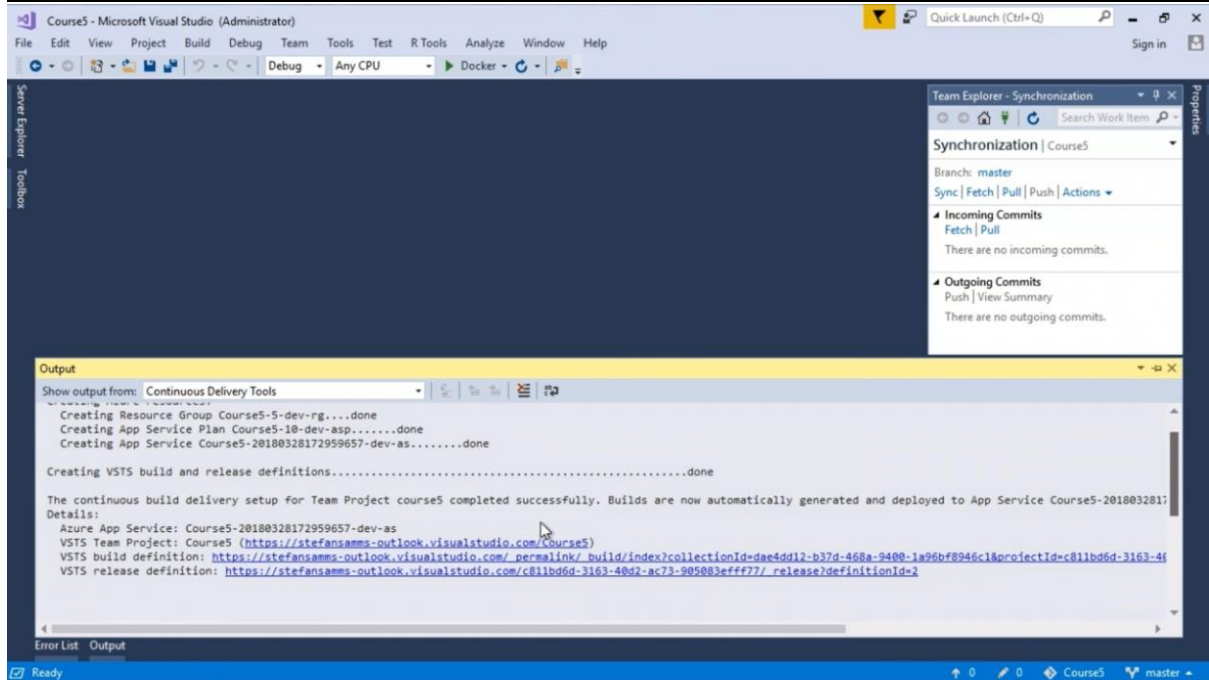 Course5 - Microsoft Visual Studio (Administrator)
Quick Launch (Ctrl+Q)
File Edit View Project Build Debug Team Tools Test R Tools Analyze Window Help
Sign in
Debug Any CPU Docker
Server Explorer
Toolbox
Team Explorer - Synchronization
Search Work Item
Synchronization | Course5
Branch: master
Sync | Fetch | Pull | Push | Actions
Incoming Commits
Fetch | Pull
There are no incoming commits.
Outgoing Commits
Push | View Summary
There are no outgoing commits.
Properties
Output
Show output from: Continuous Delivery Tools
Creating Azure resources:
Creating Resource Group Course5-5-dev-rg....done
Creating App Service Plan Course5-10-dev-asp.......done
Creating App Service Course5-20180328172959657-dev-as........done
Creating VSTS build and release definitions.....................................................done
The continuous build delivery setup for Team Project course5 completed successfully. Builds are now automatically generated and deployed to App Service Course5-201803281
Details:
Azure App Service: Course5-20180328172959657-dev-as
VSTS Team Project: Course5 (https://stefansamms-outlook.visualstudio.com/Course5)
VSTS build definition: https://stefansamms-outlook.visualstudio.com/_permalink/_build/index?collectionId=dae4dd12-b37d-468a-9400-1a96bf8946c1&projectId=c811bd6d-3163-40
VSTS release definition: https://stefansamms-outlook.visualstudio.com/c811bd6d-3163-40d2-ac73-905083efff77/_release?definitionId=2
Error List Output
Ready
0 0 Course5 master